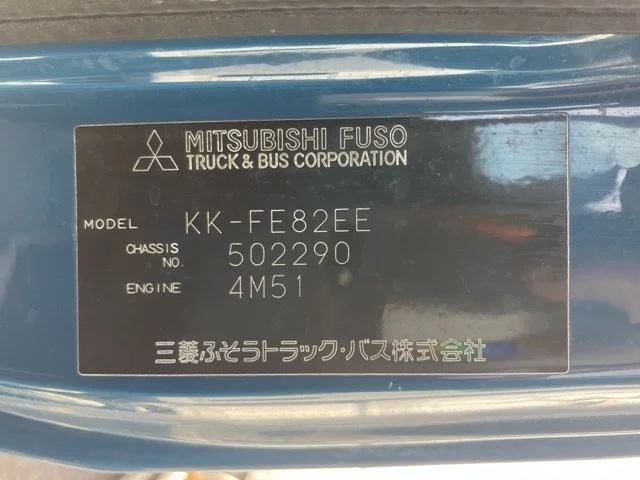 MITSUBISHI FUSO
TRUCK & BUS CORPORATION
MODEL KK-FE82EE
CHASSIS NO. 502290
ENGINE 4M51
三菱ふそうトラック・バス株式会社